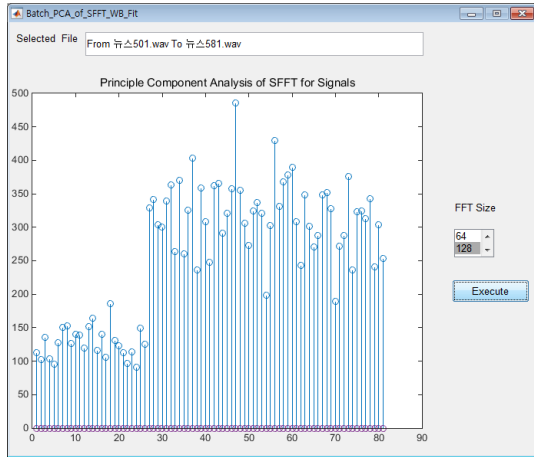 Batch_PCA_of_SFFT_WB_Fit
Selected File
From 뉴스501.wav To 뉴스581.wav
Principle Component Analysis of SFFT for Signals
500
450
400
350
300
250
200
150
100
50
0
0 10 20 30 40 50 60 70 80 90
FFT Size
64
128
Execute